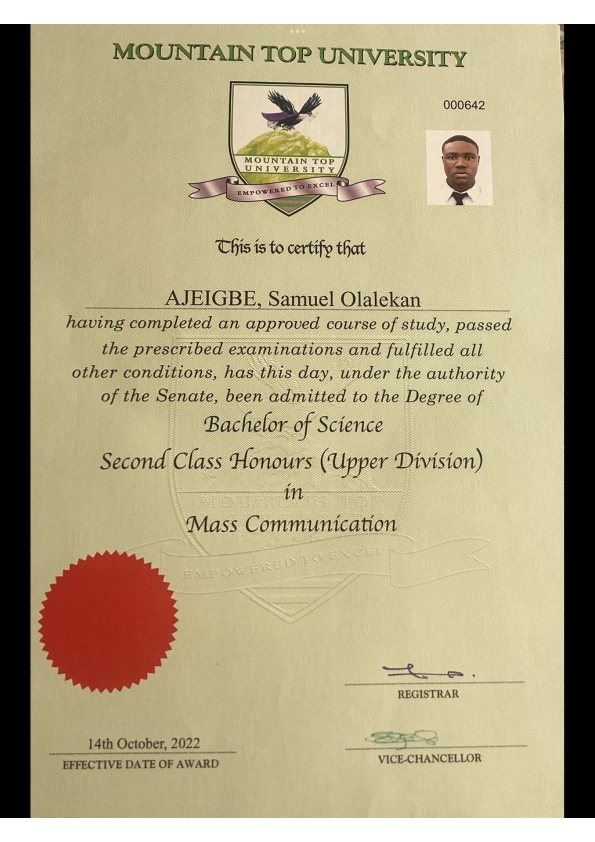 MOUNTAIN TOP UNIVERSITY
000642
MOUNTAIN TOP
UNIVERSITY
EMPOWERED TO EXCEL
This is to certify that
AJEIGBE, Samuel Olalekan
having completed an approved course of study, passed
the prescribed examinations and fulfilled all
other conditions, has this day, under the authority
of the Senate, been admitted to the Degree of
Bachelor of Science
Second Class Honours (Upper Division)
in
Mass Communication
MOUNTAIN TOP
EMPOWERED TO EXCEL
REGISTRAR
14th October, 2022
EFFECTIVE DATE OF AWARD
VICE-CHANCELLOR